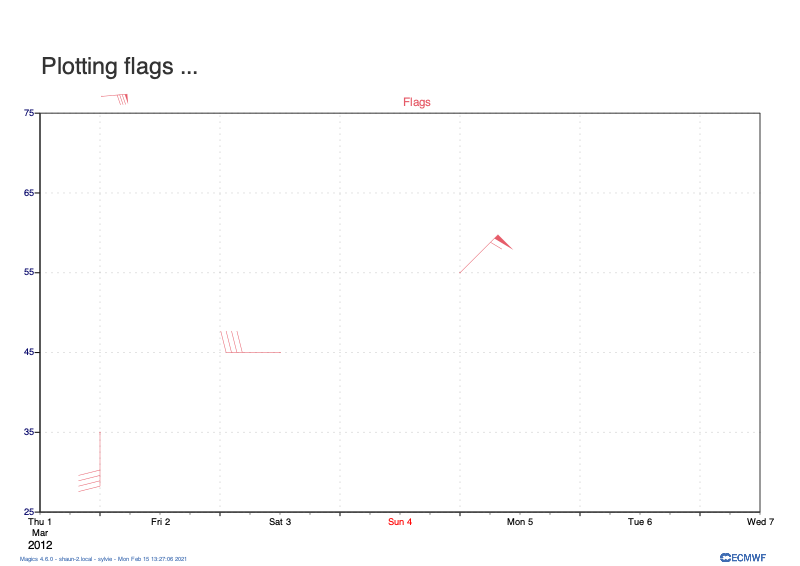 Plotting flags ...
Flags
75
65
55
45
35
25
Thu 1 Fri 2 Sat 3 Sun 4 Mon 5 Tue 6 Wed 7
Mar
2012
Magics 4.6.0 - shaun-2.local - sylvie - Mon Feb 15 13:27:06 2021
ECMWF